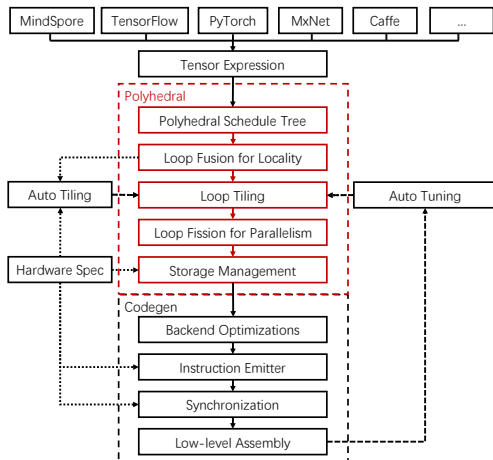 MindSpore
TensorFlow
PyTorch
MxNet
Caffe
...
Tensor Expression
Polyhedral
Polyhedral Schedule Tree
Loop Fusion for Locality
Auto Tiling
Loop Tiling
Auto Tuning
Loop Fission for Parallelism
Hardware Spec
Storage Management
Codegen
Backend Optimizations
Instruction Emitter
Synchronization
Low-level Assembly